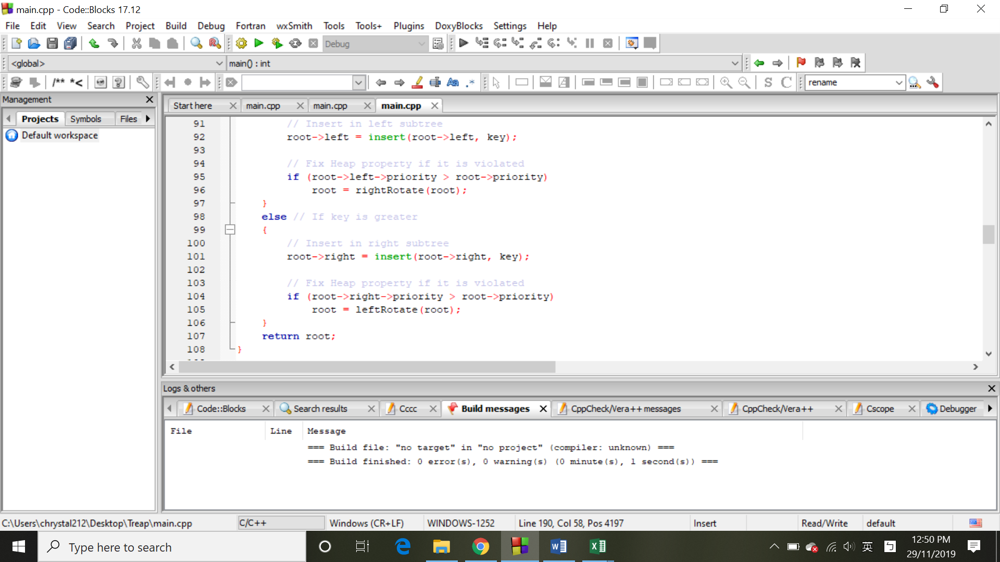 main.cpp - Code::Blocks 17.12
File Edit View Search Project Build Debug Fortran wxSmith Tools Tools+ Plugins DoxyBlocks Settings Help
Debug
<global> main() : int
/** *< Aa .* S C rename
Management
Projects Symbols Files
Default workspace
Start here main.cpp main.cpp main.cpp
91 // Insert in left subtree
92 root->left = insert(root->left, key);
93
94 // Fix Heap property if it is violated
95 if (root->left->priority > root->priority)
96 root = rightRotate(root);
97 }
98 else // If key is greater
99 {
100 // Insert in right subtree
101 root->right = insert(root->right, key);
102
103 // Fix Heap property if it is violated
104 if (root->right->priority > root->priority)
105 root = leftRotate(root);
106 }
107 return root;
108 }
Logs & others
Code::Blocks Search results Cccc Build messages CppCheck/Vera++ messages CppCheck/Vera++ Cscope Debugger
File Line Message
=== Build file: "no target" in "no project" (compiler: unknown) ===
=== Build finished: 0 error(s), 0 warning(s) (0 minute(s), 1 second(s)) ===
C:\Users\chrystal212\Desktop\Treap\main.cpp C/C++ Windows (CR+LF) WINDOWS-1252 Line 190, Col 58, Pos 4197 Insert Read/Write default
Type here to search
英
12:50 PM
29/11/2019